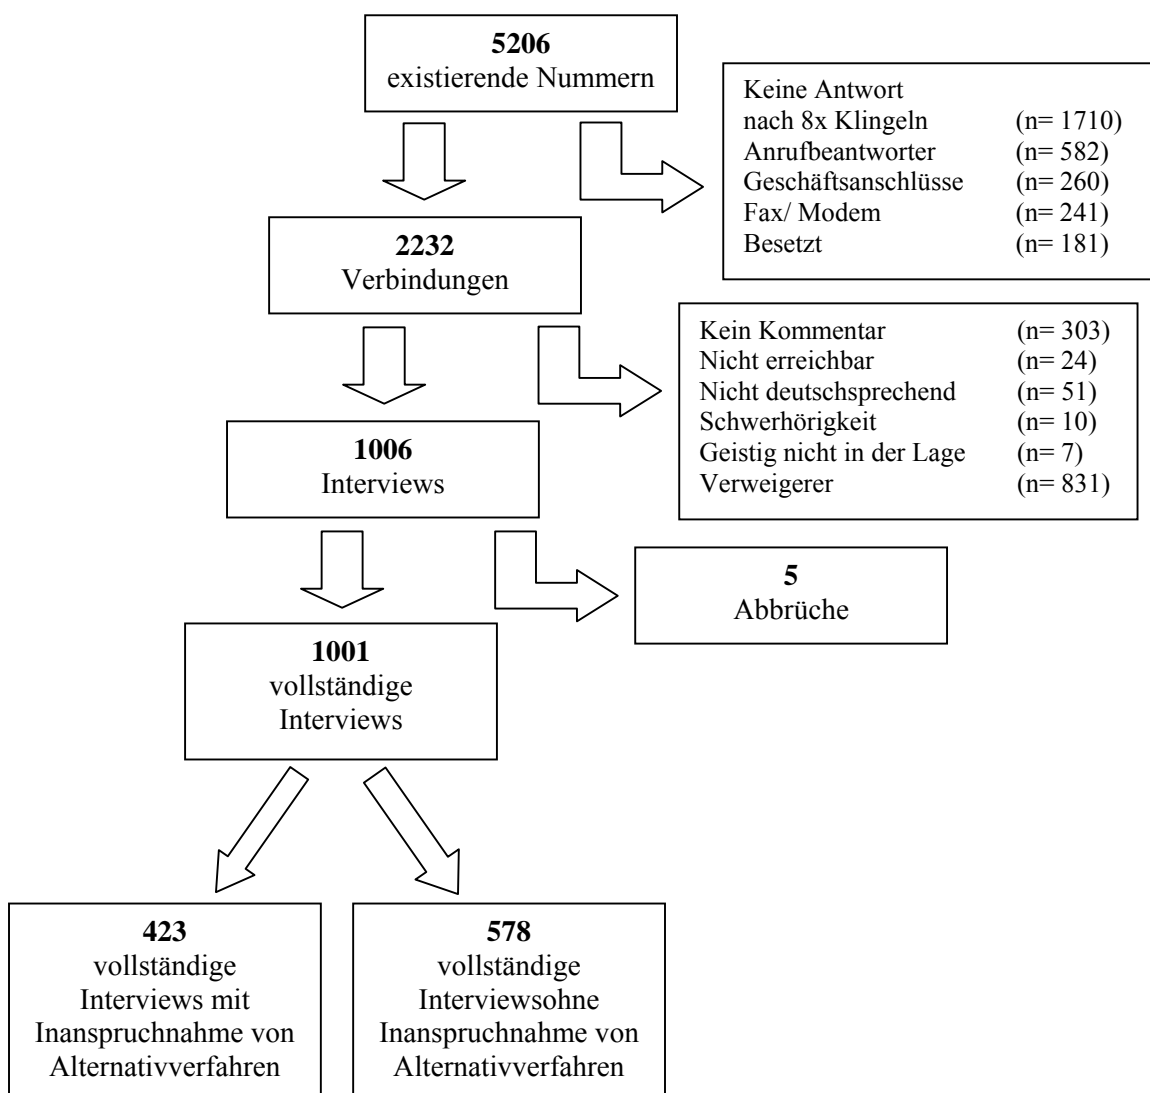 5206
existierende Nummern
Keine Antwort
nach 8x Klingeln (n= 1710)
Anrufbeantworter (n= 582)
Geschäftsanschlüsse (n= 260)
Fax/ Modem (n= 241)
Besetzt (n= 181)
2232
Verbindungen
Kein Kommentar (n= 303)
Nicht erreichbar (n= 24)
Nicht deutschsprechend (n= 51)
Schwerhörigkeit (n= 10)
Geistig nicht in der Lage (n= 7)
Verweigerer (n= 831)
1006
Interviews
5
Abbrüche
1001
vollständige
Interviews
423
vollständige
Interviews mit
Inanspruchnahme von
Alternativverfahren
578
vollständige
Interviewsohne
Inanspruchnahme von
Alternativverfahren